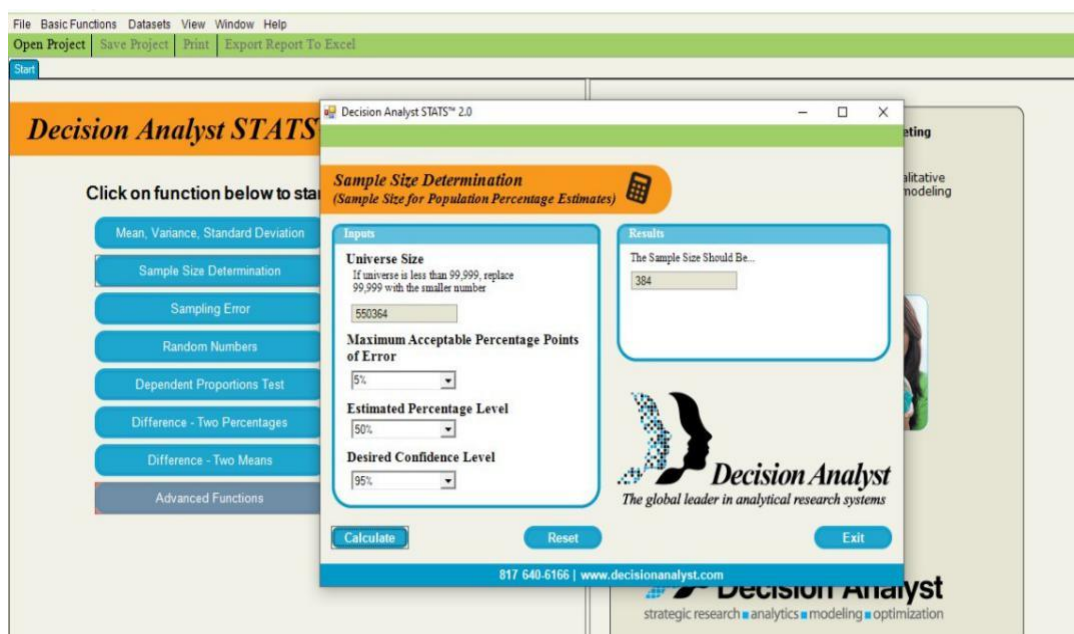 File Basic Functions Datasets View Window Help
Open Project Save Project Print Export Report To Excel
Start
Decision Analyst STATS
Click on function below to star
Mean, Variance, Standard Deviation
Sample Size Determination
Sampling Error
Random Numbers
Dependent Proportions Test
Difference - Two Percentages
Difference - Two Means
Advanced Functions
Decision Analyst STATS™ 2.0
Sample Size Determination
(Sample Size for Population Percentage Estimates)
Inputs
Universe Size
If universe is less than 99,999, replace
99,999 with the smaller number
550364
Maximum Acceptable Percentage Points
of Error
5%
Estimated Percentage Level
50%
Desired Confidence Level
95%
Results
The Sample Size Should Be...
384
Decision Analyst
The global leader in analytical research systems
Calculate Reset Exit
817 640-6166 | www.decisionanalyst.com
eting
alitative
modeling
Decision Analyst
strategic research ■ analytics ■ modeling ■ optimization